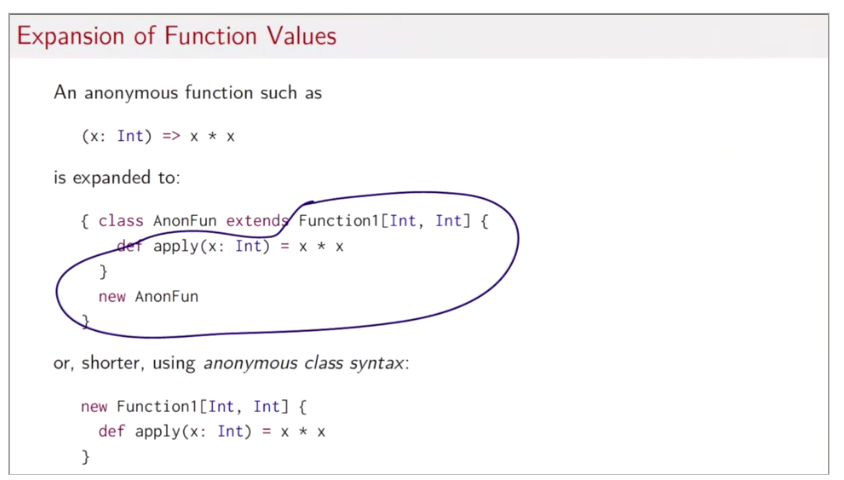 Expansion of Function Values
An anonymous function such as
(x: Int) => x * x
is expanded to:
{ class AnonFun extends Function1[Int, Int] {
def apply(x: Int) = x * x
}
new AnonFun
}
or, shorter, using anonymous class syntax:
new Function1[Int, Int] {
def apply(x: Int) = x * x
}